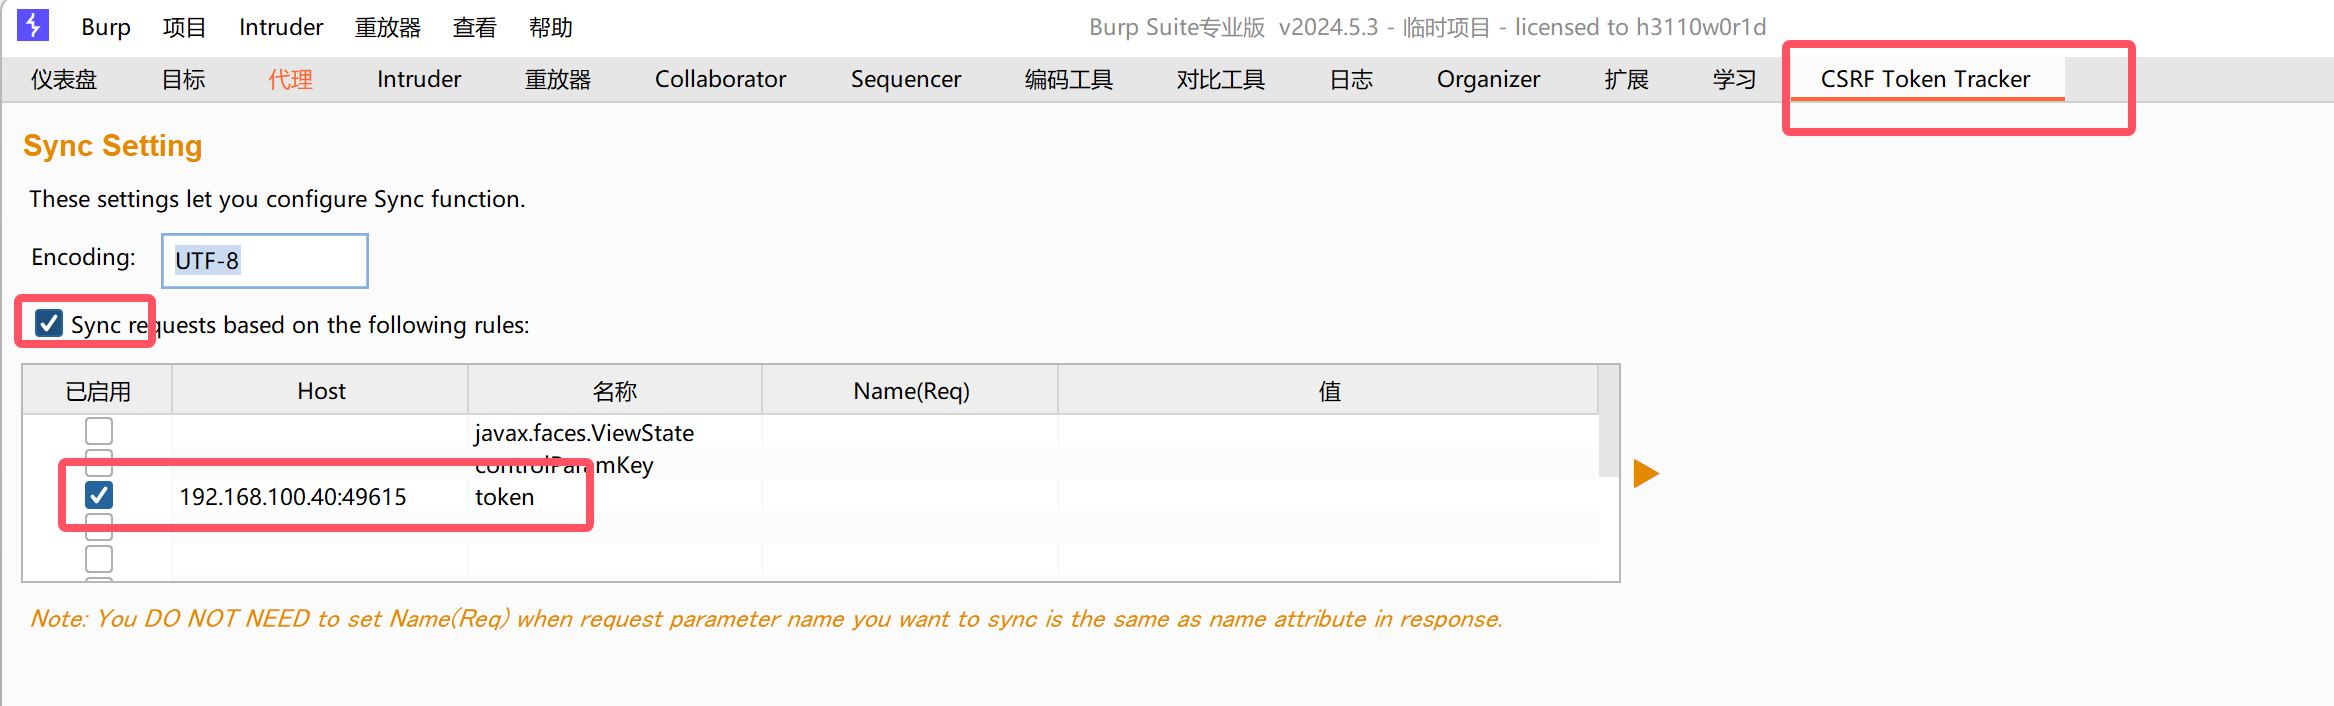 Burp 项目 Intruder 重放器 查看 帮助 Burp Suite专业版 v2024.5.3 - 临时项目 - licensed to h3110w0r1d
仪表盘 目标 代理 Intruder 重放器 Collaborator Sequencer 编码工具 对比工具 日志 Organizer 扩展 学习 CSRF Token Tracker
Sync Setting
These settings let you configure Sync function.
Encoding: UTF-8
Sync requests based on the following rules:
已启用 Host 名称 Name(Req) 值
javax.faces.ViewState
controlParamKey
192.168.100.40:49615 token
Note: You DO NOT NEED to set Name(Req) when request parameter name you want to sync is the same as name attribute in response.